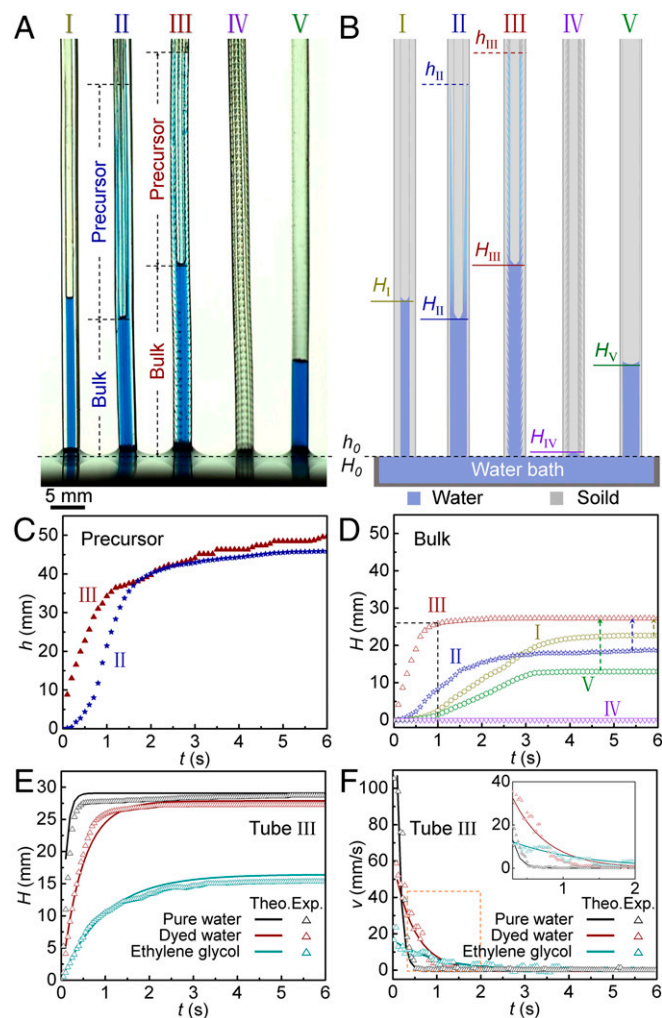 A
I II III IV V
Precursor
Precursor
Bulk
Bulk
5 mm
B
I II III IV V
hIII
hII
HIII
HI
HII
HV
HIV
h0
H0
Water bath
Water Soild
C
Precursor
III
II
h (mm)
50
40
30
20
10
0
0 1 2 3 4 5 6
t (s)
D
Bulk
III
I
II
V
IV
H (mm)
50
40
30
20
10
0
0 1 2 3 4 5 6
t (s)
E
Tube III
H (mm)
30
25
20
15
10
5
0
Theo. Exp.
Pure water
Dyed water
Ethylene glycol
0 1 2 3 4 5 6
t (s)
F
Tube III
v (mm/s)
100
80
60
40
20
0
40
20
0
1 2
Theo. Exp.
Pure water
Dyed water
Ethylene glycol
0 1 2 3 4 5 6
t (s)